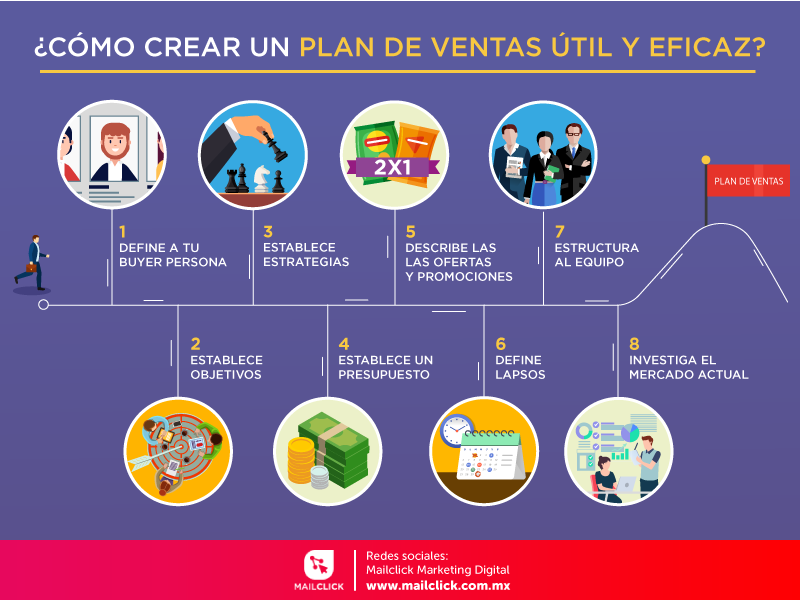 ¿CÓMO CREAR UN PLAN DE VENTAS ÚTIL Y EFICAZ?
2X1
PLAN DE VENTAS
1
DEFINE A TU
BUYER PERSONA
3
ESTABLECE
ESTRATEGIAS
5
DESCRIBE LAS
LAS OFERTAS
Y PROMOCIONES
7
ESTRUCTURA
AL EQUIPO
2
ESTABLECE
OBJETIVOS
4
ESTABLECE UN
PRESUPUESTO
6
DEFINE
LAPSOS
8
INVESTIGA EL
MERCADO ACTUAL
MAILCLICK
Redes sociales:
Mailclick Marketing Digital
www.mailclick.com.mx